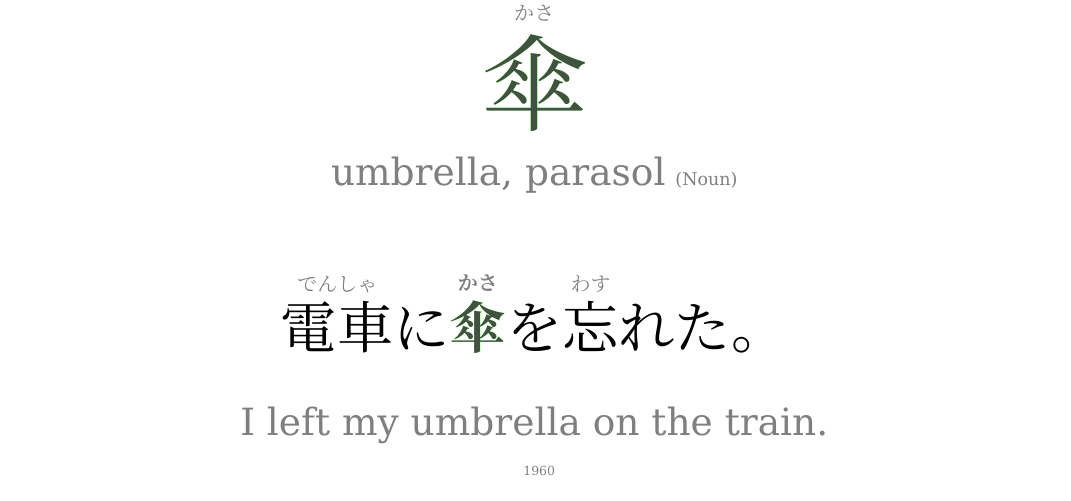 かさ
傘
umbrella, parasol (Noun)
でんしゃ かさ わす
電車に傘を忘れた。
I left my umbrella on the train.
1960